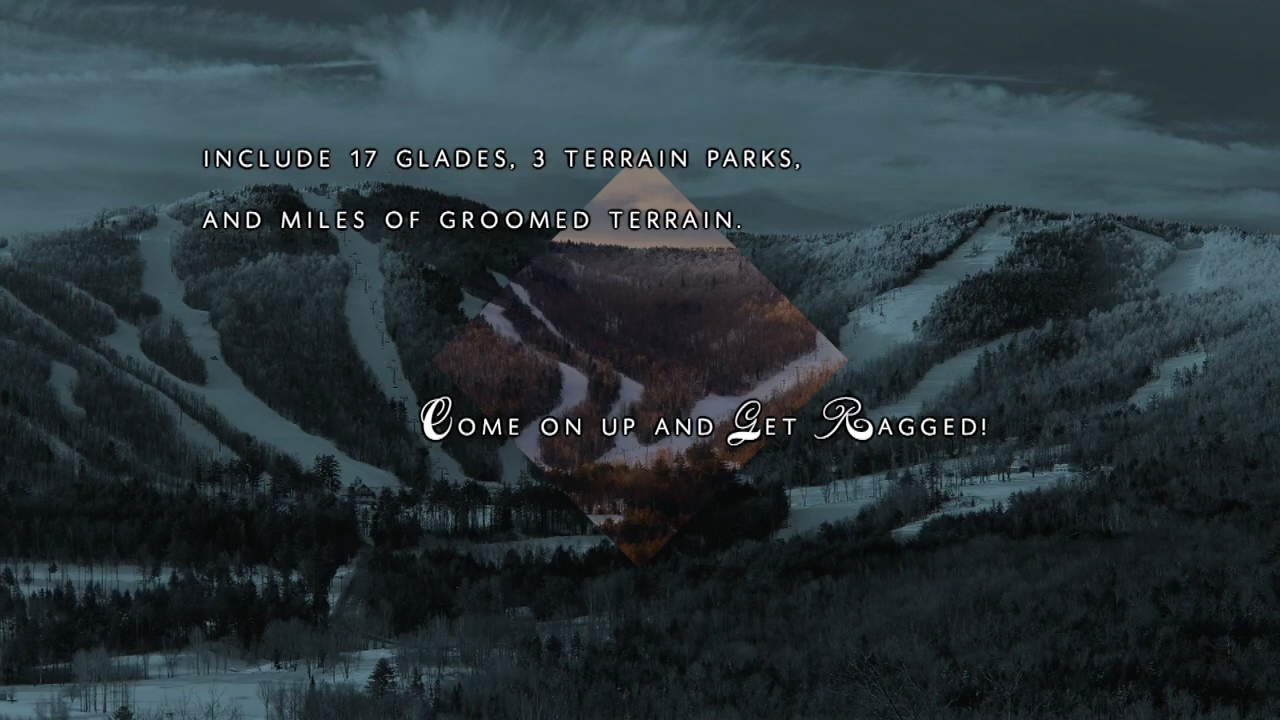 INCLUDE 17 GLADES, 3 TERRAIN PARKS,
AND MILES OF GROOMED TERRAIN.
COME ON UP AND GET RAGGED!